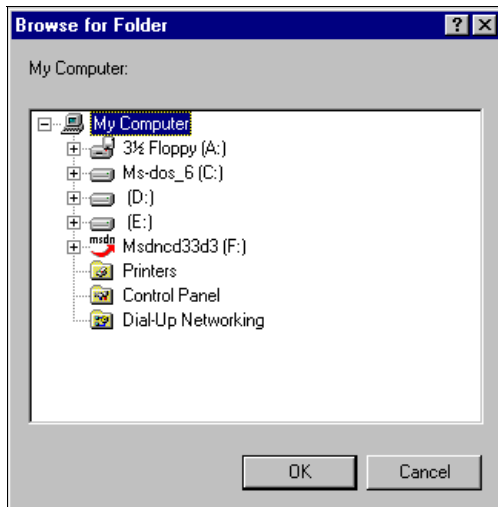 Browse for Folder
My Computer:
My Computer
3½ Floppy (A:)
Ms-dos_6 (C:)
(D:)
(E:)
msdn Msdncd33d3 (F:)
Printers
Control Panel
Dial-Up Networking
OK Cancel